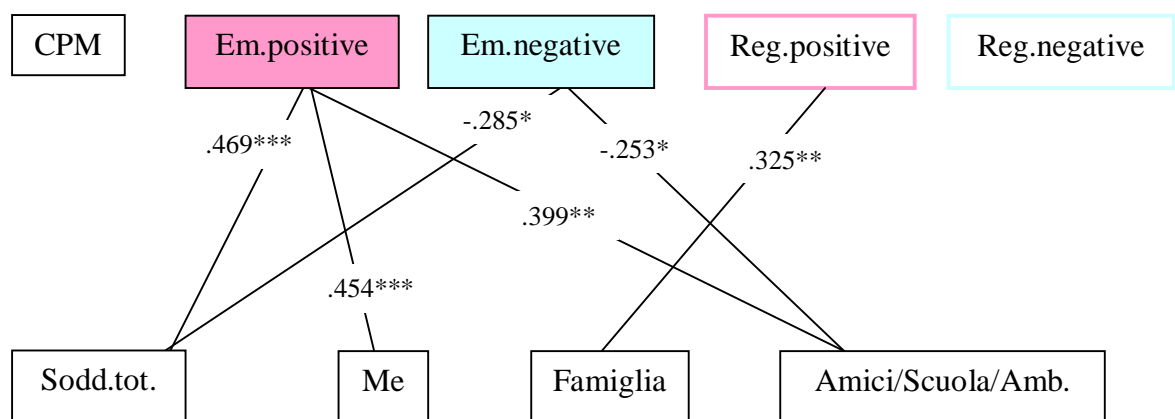 CPM
Em.positive
Em.negative
Reg.positive
Reg.negative
.469***
-.285*
-.253*
.325**
.399**
.454***
Sodd.tot.
Me
Famiglia
Amici/Scuola/Amb.